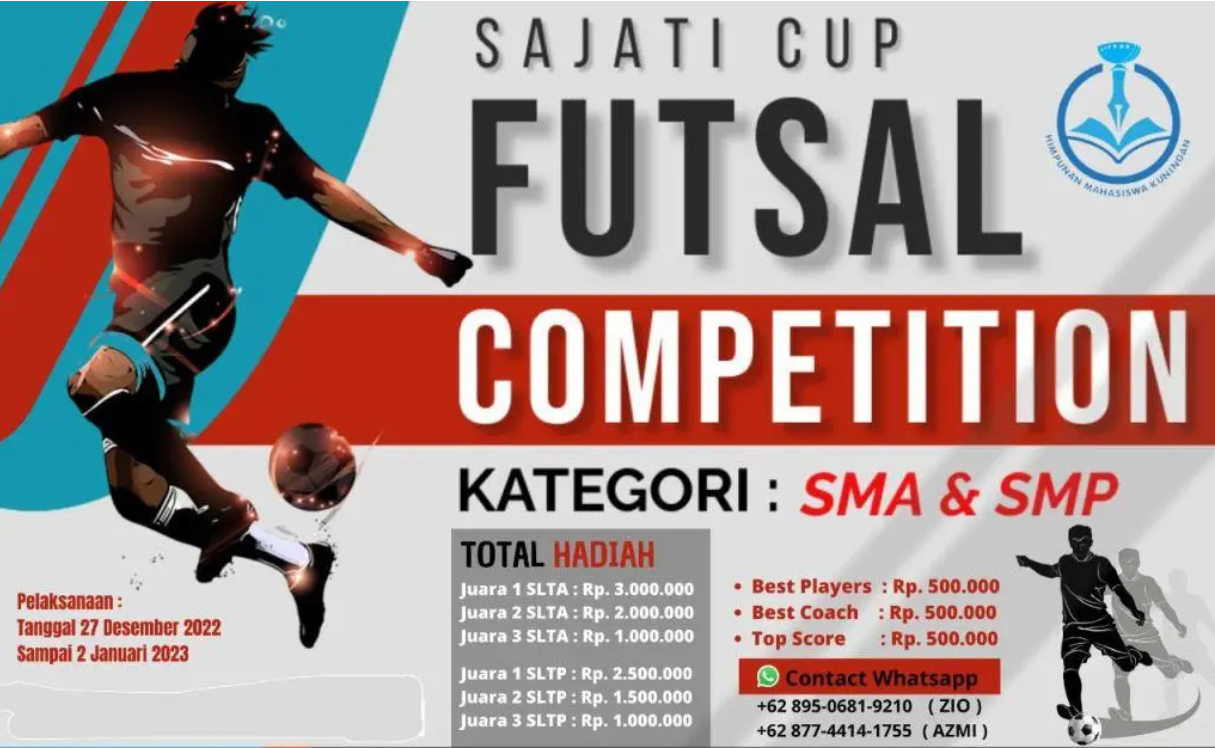 SAJATI CUP
FUTSAL
COMPETITION
HIMPUNAN MAHASISWA KUNINGAN
KATEGORI : SMA & SMP
TOTAL HADIAH
Juara 1 SLTA : Rp. 3.000.000
Juara 2 SLTA : Rp. 2.000.000
Juara 3 SLTA : Rp. 1.000.000
Juara 1 SLTP : Rp. 2.500.000
Juara 2 SLTP : Rp. 1.500.000
Juara 3 SLTP : Rp. 1.000.000
• Best Players : Rp. 500.000
• Best Coach : Rp. 500.000
• Top Score : Rp. 500.000
Contact Whatsapp
+62 895-0681-9210 ( ZIO )
+62 877-4414-1755 ( AZMI )
Pelaksanaan :
Tanggal 27 Desember 2022
Sampai 2 Januari 2023